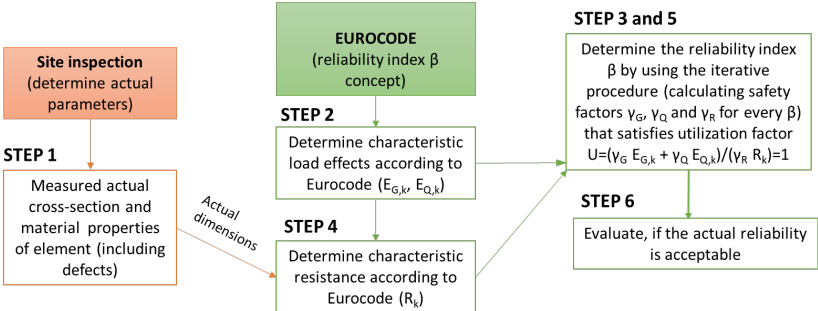 Site inspection
(determine actual
parameters)
STEP 1
Measured actual
cross-section and
material properties
of element (including
defects)
Actual
dimensions
EUROCODE
(reliability index β
concept)
STEP 2
Determine characteristic
load effects according to
Eurocode (EG,k, EQ,k)
STEP 4
Determine characteristic
resistance according to
Eurocode (Rk)
STEP 3 and 5
Determine the reliability index
β by using the iterative
procedure (calculating safety
factors γG, γQ and γR for every β)
that satisfies utilization factor
U=(γG EG,k + γQ EQ,k)/(γR Rk)=1
STEP 6
Evaluate, if the actual reliability
is acceptable